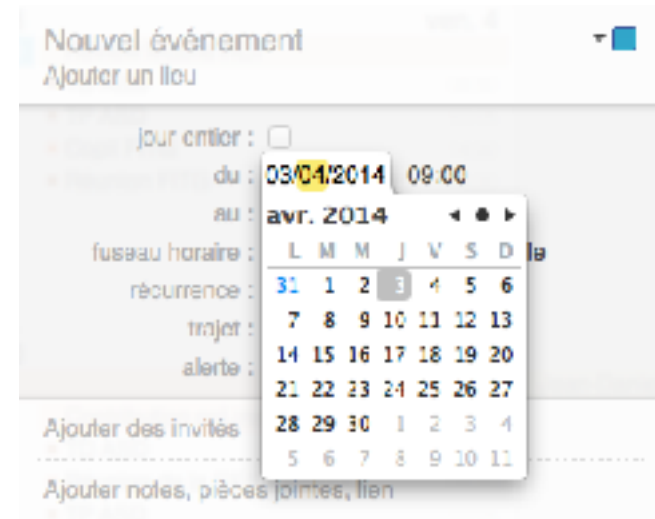 Nouvel évènement
Ajouter un lieu
jour entier :
du : 03/04/2014 09:00
au :
avr. 2014
fuseau horaire : le
L M M J V S D
récurrence :
31 1 2 3 4 5 6
trajet :
7 8 9 10 11 12 13
alerte :
14 15 16 17 18 19 20
21 22 23 24 25 26 27
Ajouter des invités
28 29 30 1 2 3 4
5 6 7 8 9 10 11
Ajouter notes, pièces jointes, lien